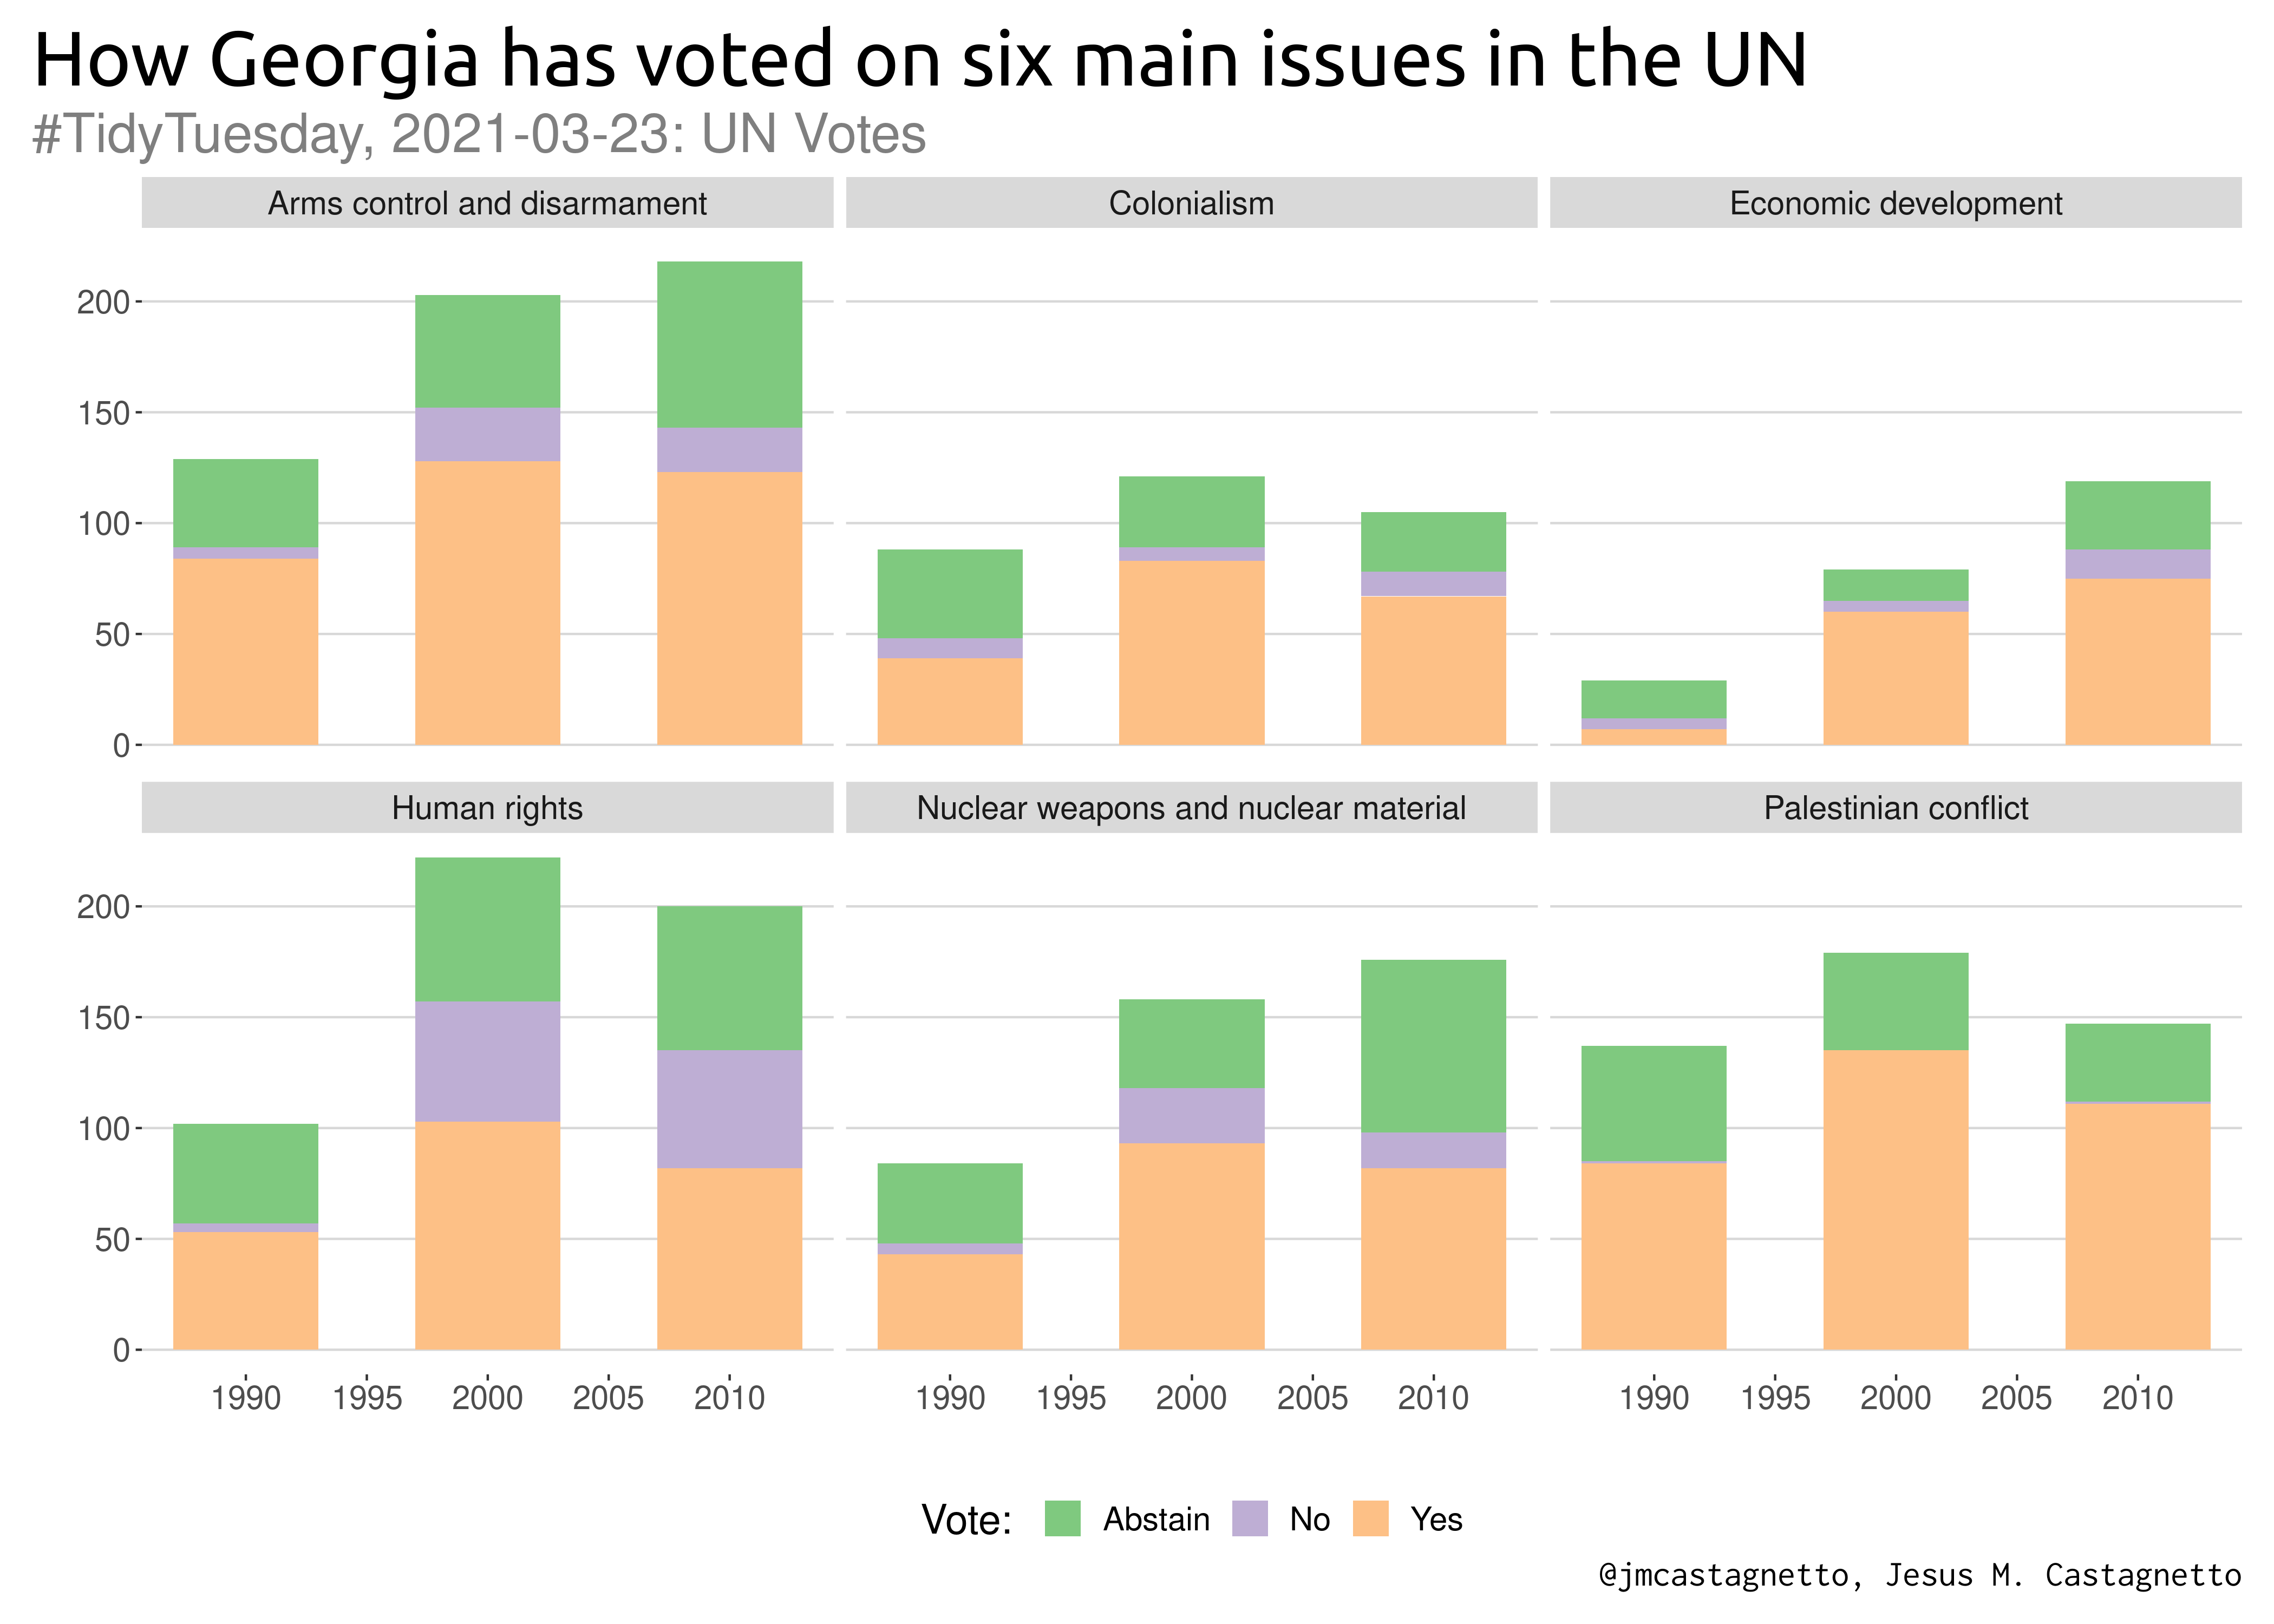 How Georgia has voted on six main issues in the UN
#TidyTuesday, 2021-03-23: UN Votes
Arms control and disarmament
Colonialism
Economic development
200
150
100
50
0
Human rights
Nuclear weapons and nuclear material
Palestinian conflict
200
150
100
50
0
1990 1995 2000 2005 2010
1990 1995 2000 2005 2010
1990 1995 2000 2005 2010
Vote: Abstain No Yes
@jmcastagnetto, Jesus M. Castagnetto